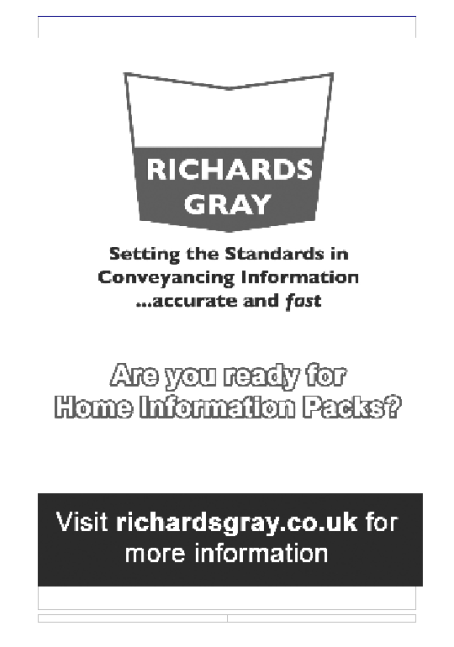 RICHARDS
GRAY
Setting the Standards in
Conveyancing Information
...accurate and fast
Are you ready for
Home Information Packs?
Visit richardsgray.co.uk for
more information